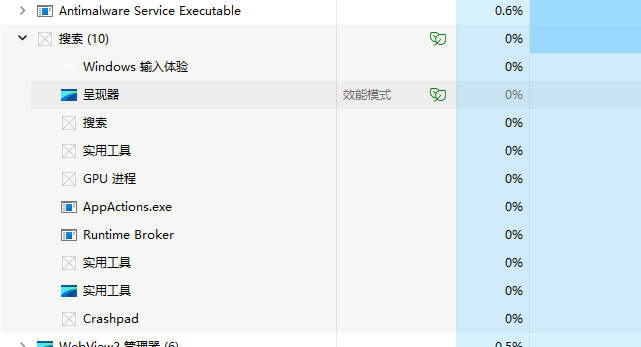 Antimalware Service Executable 0.6%
搜索 (10) 0%
Windows 输入体验 0%
呈现器 效能模式 0%
搜索 0%
实用工具 0%
GPU 进程 0%
AppActions.exe 0%
Runtime Broker 0%
实用工具 0%
实用工具 0%
Crashpad 0%
WebView2 管理器 (6) 0.5%